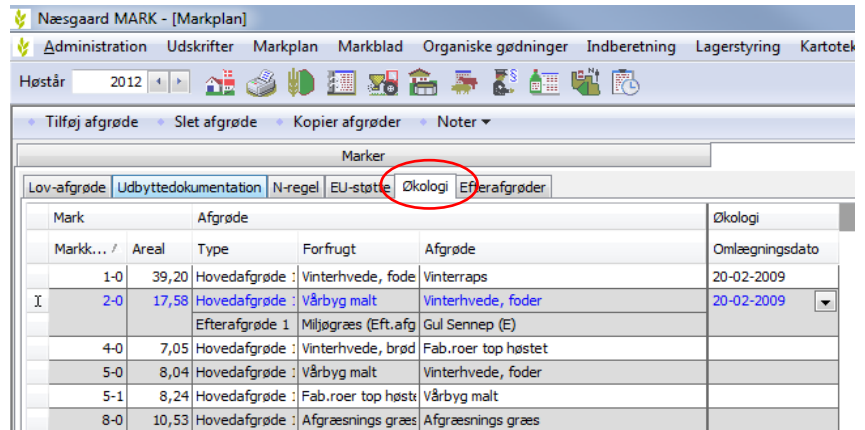 Næsgaard MARK - [Markplan]
Administration Udskrifter Markplan Markblad Organiske gødninger Indberetning Lagerstyring Kartotek
Høstår 2012
Tilføj afgrøde Slet afgrøde Kopier afgrøder Noter
Marker
Lov-afgrøde Udbyttedokumentation N-regel EU-støtte Økologi Efterafgrøder
Mark Afgrøde Økologi
Markk... / Areal Type Forfrugt Afgrøde Omlægningsdato
1-0 39,20 Hovedafgrøde : Vinterhvede, fode Vinterraps 20-02-2009
2-0 17,58 Hovedafgrøde : Vårbyg malt Vinterhvede, foder 20-02-2009
Efterafgrøde 1 Miljøgræs (Eft.afg Gul Sennep (E)
4-0 7,05 Hovedafgrøde : Vinterhvede, brød Fab.roer top høstet
5-0 8,04 Hovedafgrøde : Vårbyg malt Vinterhvede, foder
5-1 8,24 Hovedafgrøde : Fab.roer top høste Vårbyg malt
8-0 10,53 Hovedafgrøde : Afgræsnings græs Afgræsnings græs